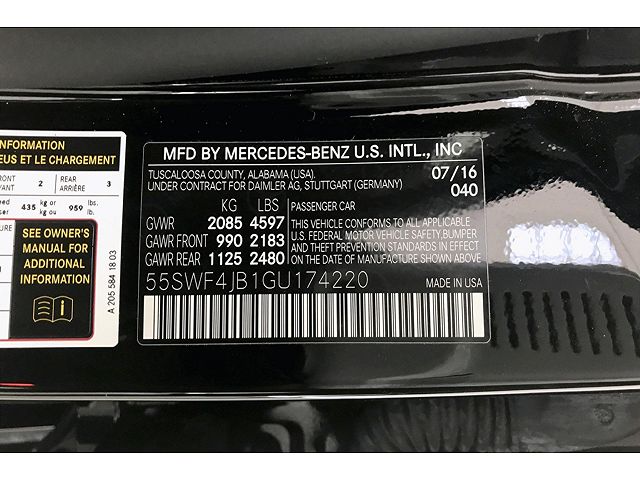 INFORMATION
EUS ET LE CHARGEMENT
2 ARRIÈRE 3
435 kg or kg ou 959 lbs. lb.
SEE OWNER'S
MANUAL FOR
ADDITIONAL
INFORMATION
A 205 584 18 03
MFD BY MERCEDES-BENZ U.S. INTL., INC
TUSCALOOSA COUNTY, ALABAMA (USA). 07/16
UNDER CONTRACT FOR DAIMLER AG, STUTTGART (GERMANY) 040
KG LBS PASSENGER CAR
GVWR 2085 4597 THIS VEHICLE CONFORMS TO ALL APPLICABLE
GAWR FRONT 990 2183 U.S. FEDERAL MOTOR VEHICLE SAFETY,BUMPER
AND THEFT PREVENTION STANDARDS IN EFFECT
GAWR REAR 1125 2480 ON THE DATE OF MANUFACTURE SHOWN ABOVE
55SWF4JB1GU174220 MADE IN USA